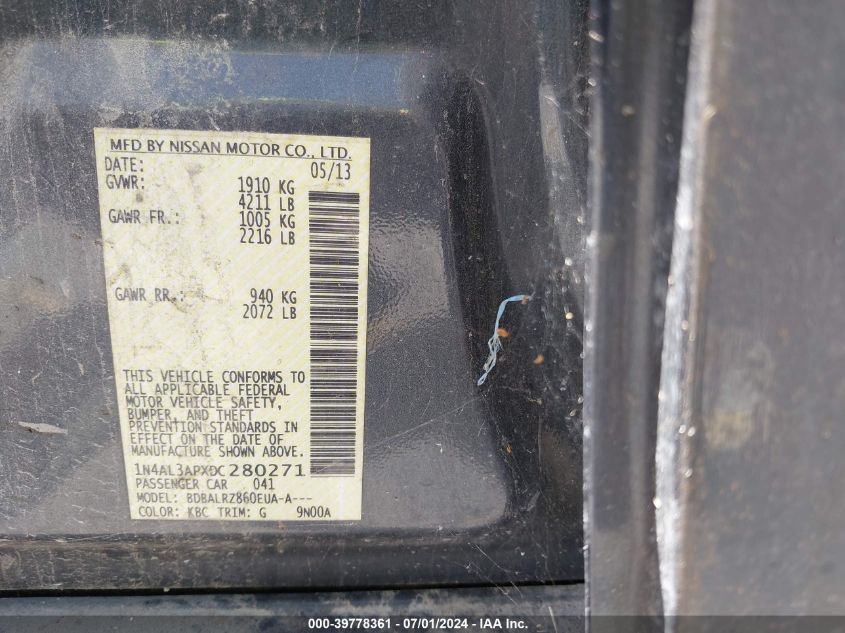 MFD BY NISSAN MOTOR CO., LTD.
DATE: 05/13
GVWR: 1910 KG
4211 LB
GAWR FR.: 1005 KG
2216 LB
GAWR RR.: 940 KG
2072 LB
THIS VEHICLE CONFORMS TO
ALL APPLICABLE FEDERAL
MOTOR VEHICLE SAFETY,
BUMPER, AND THEFT
PREVENTION STANDARDS IN
EFFECT ON THE DATE OF
MANUFACTURE SHOWN ABOVE.
1N4AL3APXDC280271
PASSENGER CAR 041
MODEL: BDBALRZ860EUA-A---
COLOR: KBC TRIM: G 9N00A
000-39778361 - 07/01/2024 - IAA Inc.